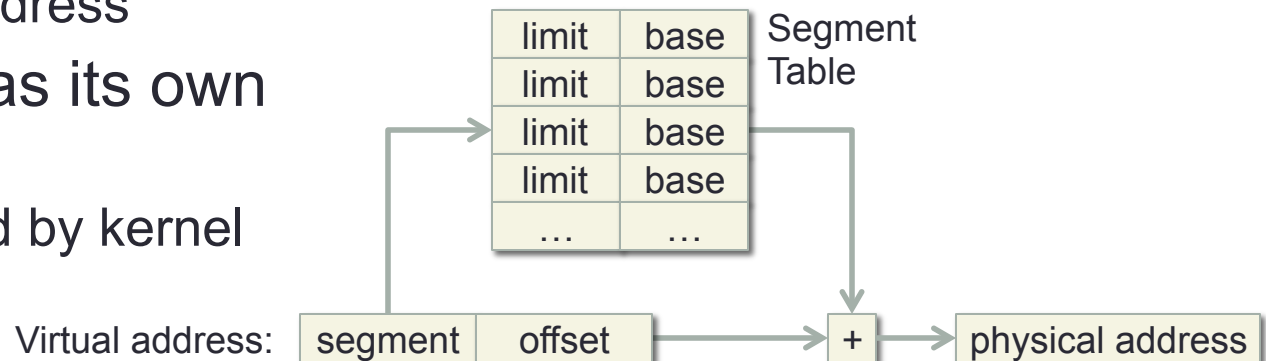 dress
as its own
d by kernel
limit base
limit base
limit base
limit base
… …
Segment
Table
Virtual address: segment offset + physical address